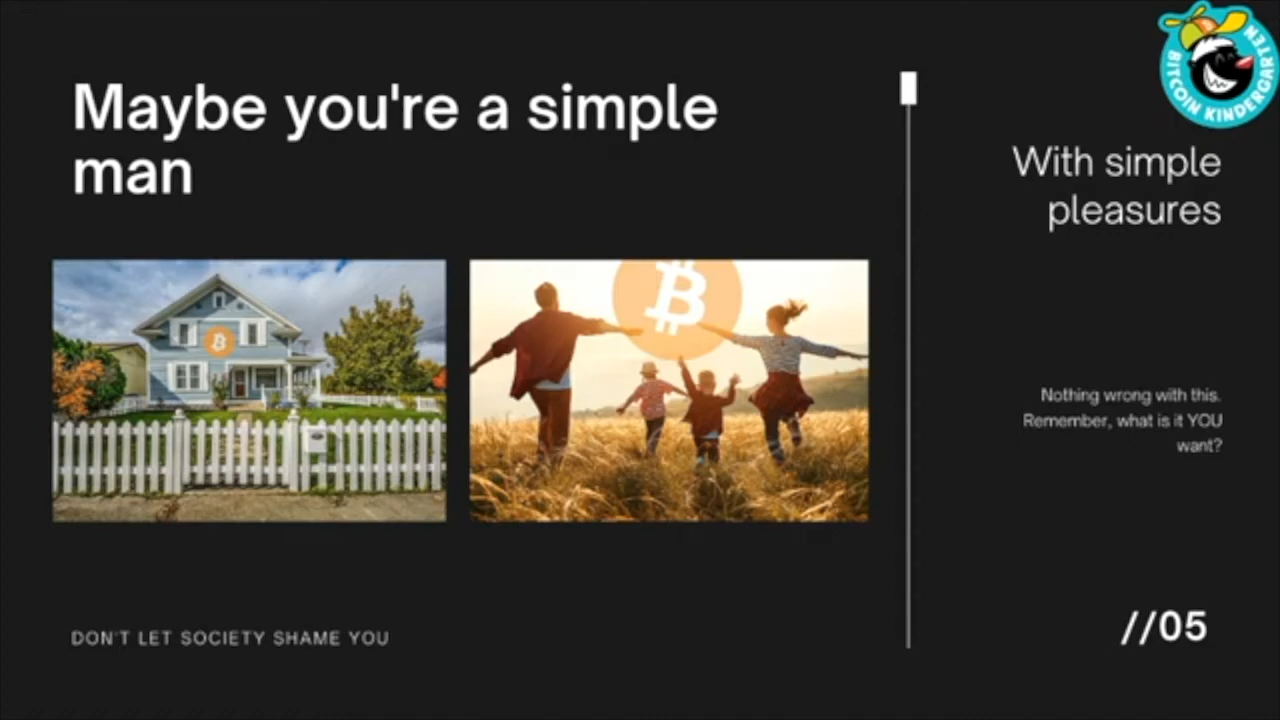 Maybe you're a simple
man
BITCOIN KINDERGARTEN
With simple
pleasures
Nothing wrong with this.
Remember, what is it YOU
want?
DON'T LET SOCIETY SHAME YOU
//05